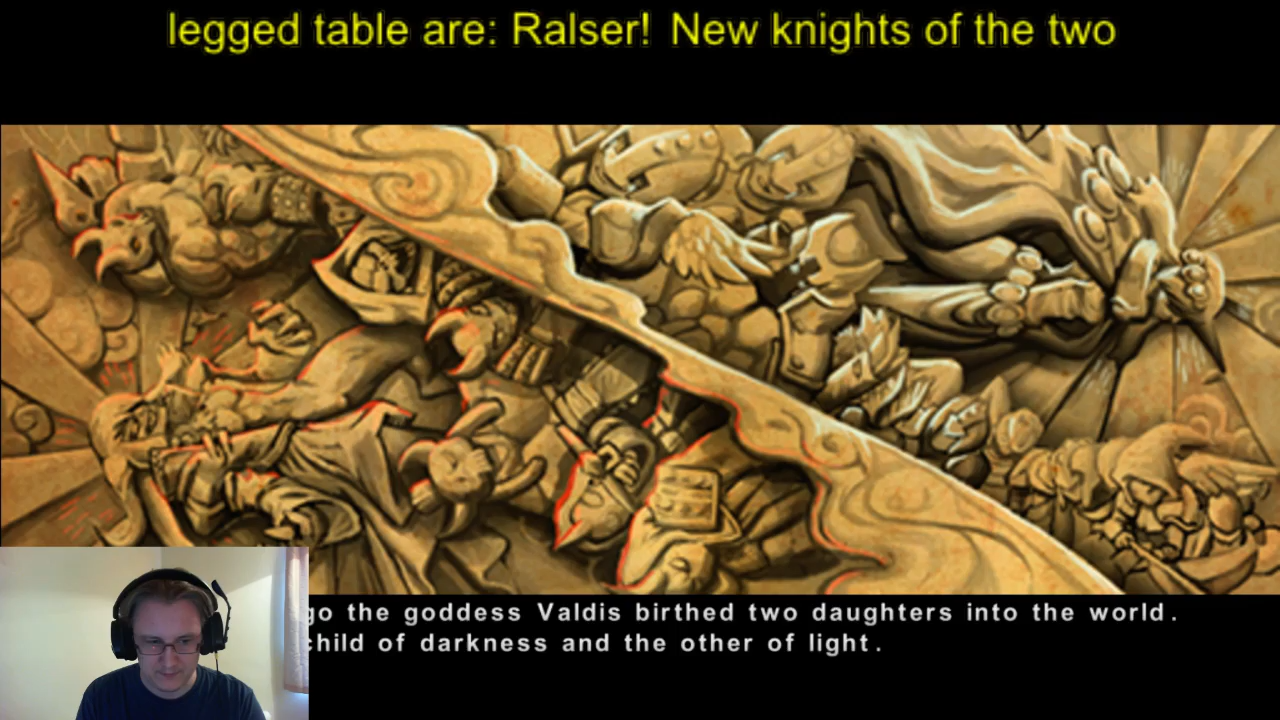 legged table are: Ralser!  New knights of the two
go the goddess Valdis birthed two daughters into the world.
child of darkness and the other of light.